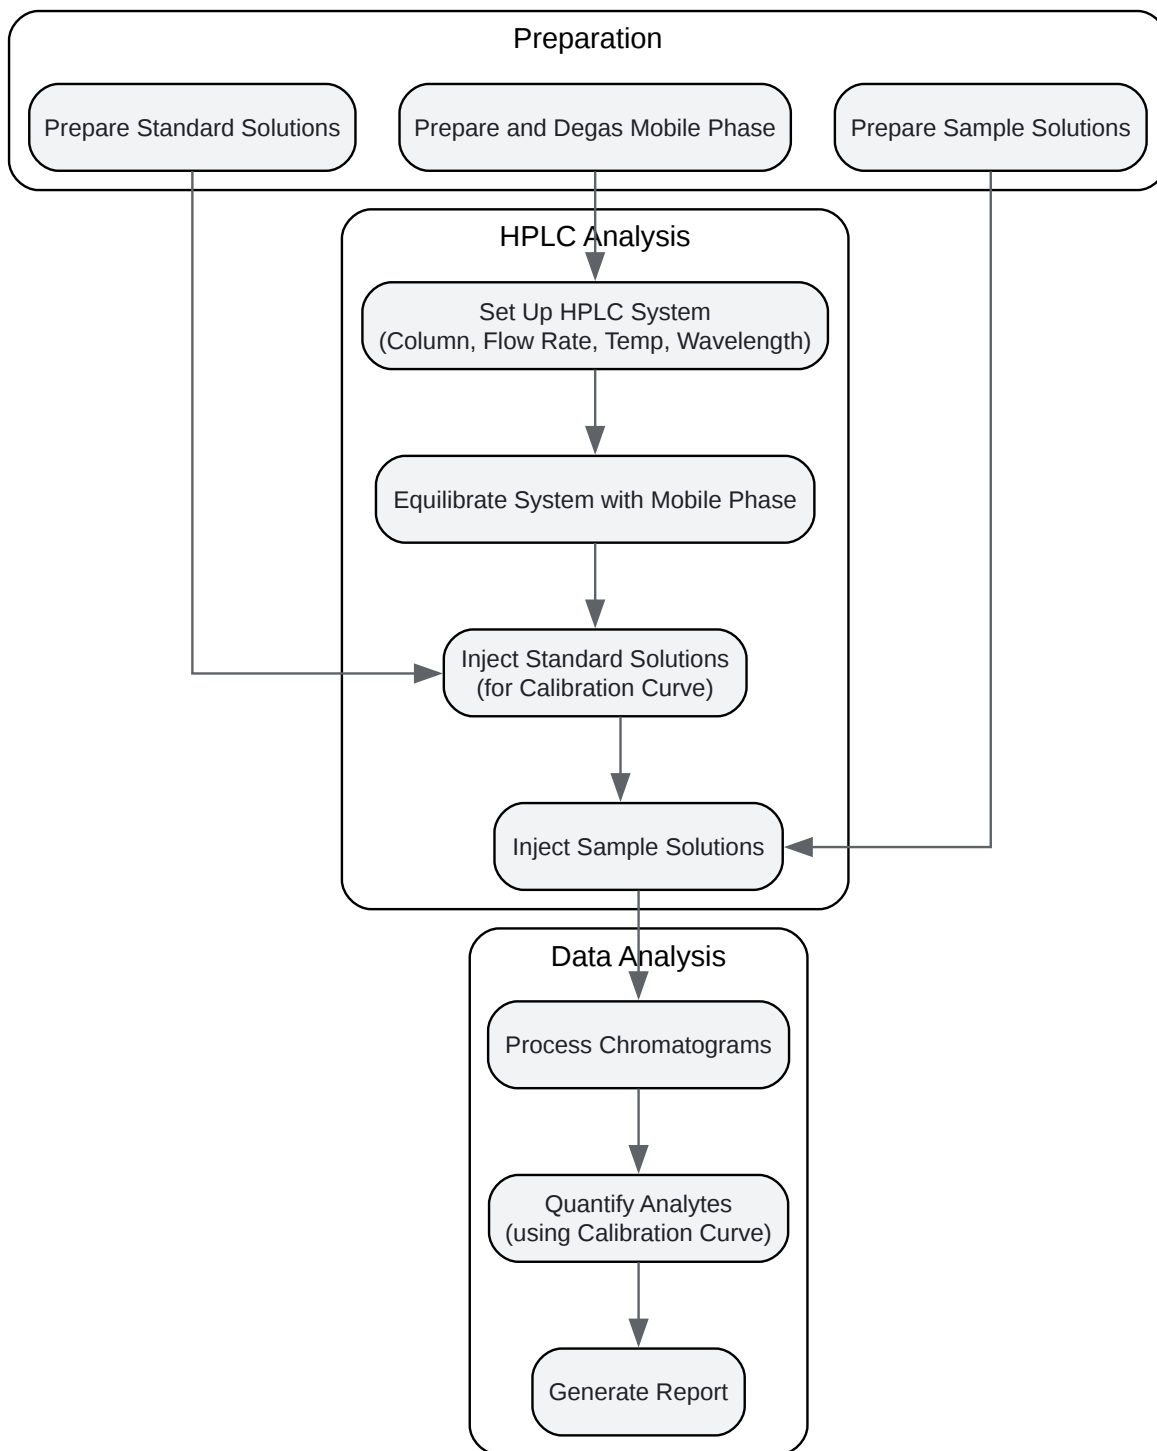 Preparation
Prepare Standard Solutions
Prepare and Degas Mobile Phase
Prepare Sample Solutions
HPLC Analysis
Set Up HPLC System
(Column, Flow Rate, Temp, Wavelength)
Equilibrate System with Mobile Phase
Inject Standard Solutions
(for Calibration Curve)
Inject Sample Solutions
Data Analysis
Process Chromatograms
Quantify Analytes
(using Calibration Curve)
Generate Report